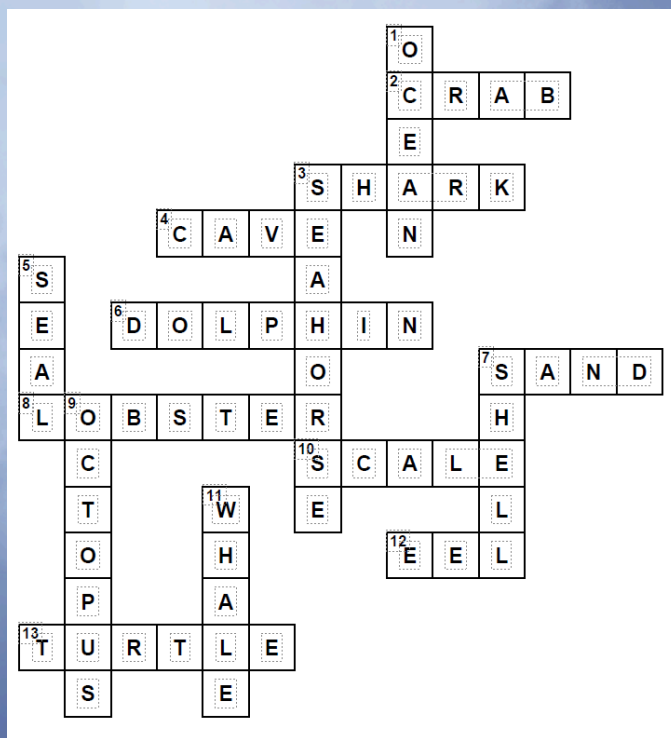 1 O
2 C R A B
E
3 S H A R K
4 C A V E N
5 S A
E 6 D O L P H I N
A O 7 S A N D
8 L 9 O B S T E R H
C 10 S C A L E
T 11 W E L
O H 12 E E L
P A
13 T U R T L E
S E